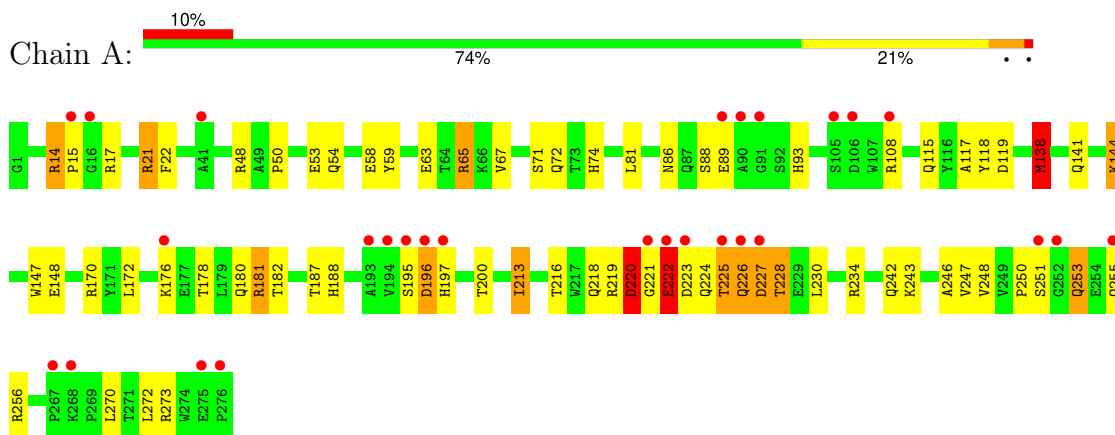 10%
Chain A:
74% 21% . .
G1 R14 P15 G16 R17 R21 F22 A41 R48 A49 P50 E53 Q54 E58 Y59 E63 T64 R65 K66 V67 S71 Q72 T73 H74 L81 N86 Q87 S88 E89 A90 G91 S92 H93 S105 D106 W107 R108 Q115 Y116 A117 Y118 D119 M138 Q141 K144
W147 E148 R170 Y171 L172 K176 E177 T178 L179 Q180 R181 T182 T187 H188 A193 V194 S195 D196 H197 T200 I213 T216 W217 Q218 R219 D220 G221 E222 D223 Q224 T225 Q226 D227 T228 E229 L230 R234 Q242 K243 A246 V247 V248 V249 P250 S251 G252 Q253 E254 P255
R256 P267 K268 P269 L270 T271 L272 R273 W274 E275 P276